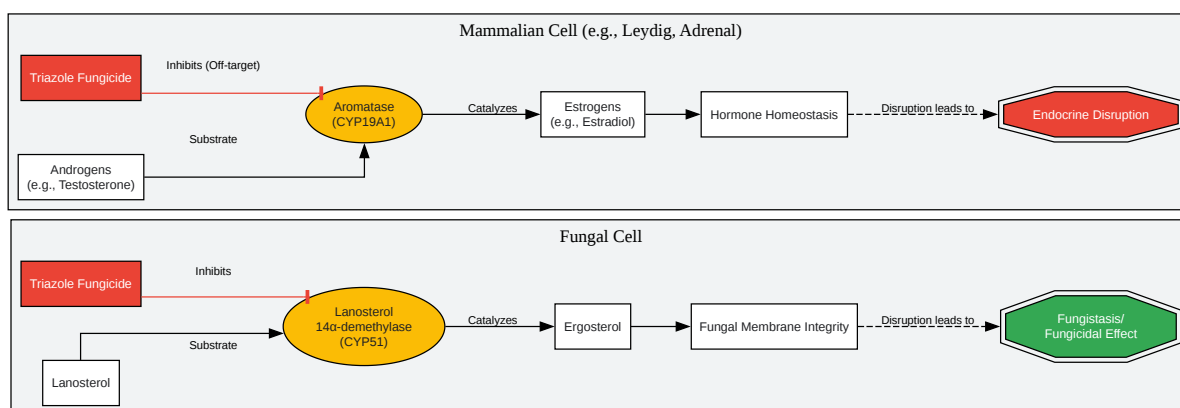 Mammalian Cell (e.g., Leydig, Adrenal)
Triazole Fungicide
Inhibits (Off-target)
Aromatase
(CYP19A1)
Catalyzes
Estrogens
(e.g., Estradiol)
Hormone Homeostasis
Disruption leads to
Endocrine Disruption
Substrate
Androgens
(e.g., Testosterone)
Fungal Cell
Triazole Fungicide
Inhibits
Lanosterol
14α-demethylase
(CYP51)
Catalyzes
Ergosterol
Fungal Membrane Integrity
Disruption leads to
Fungistasis/
Fungicidal Effect
Substrate
Lanosterol